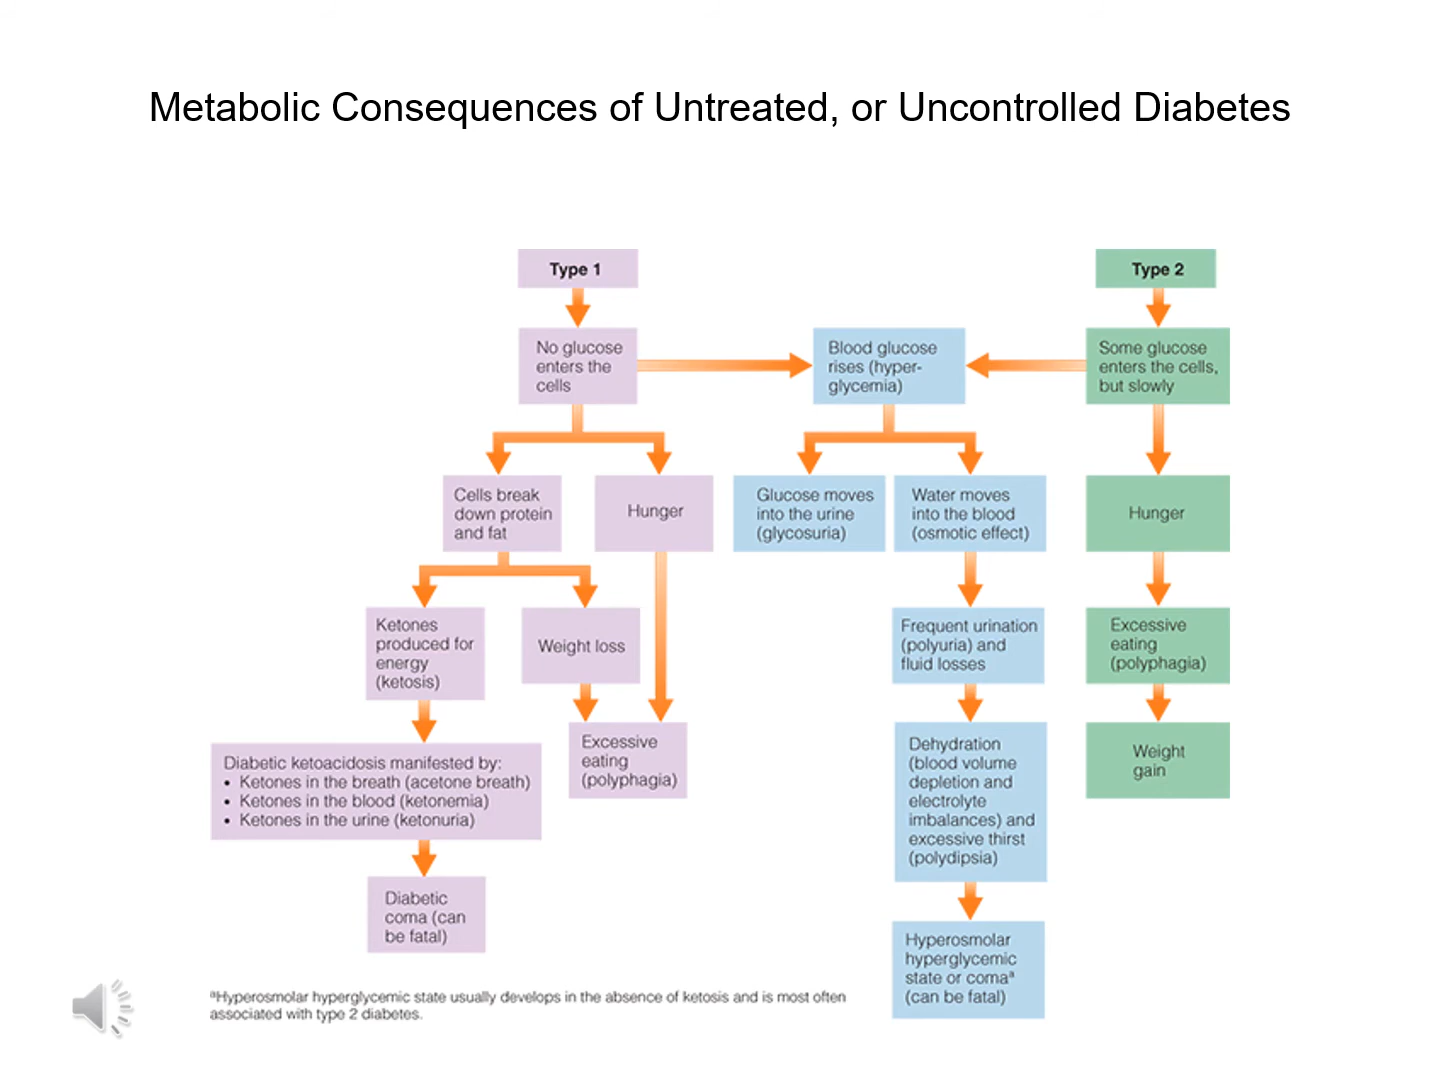 Metabolic Consequences of Untreated, or Uncontrolled Diabetes
Type 1
Type 2
No glucose
enters the
cells
Blood glucose
rises (hyper-
glycemia)
Some glucose
enters the cells,
but slowly
Cells break
down protein
and fat
Hunger
Glucose moves
into the urine
(glycosuria)
Water moves
into the blood
(osmotic effect)
Hunger
Ketones
produced for
energy
(ketosis)
Weight loss
Frequent urination
(polyuria) and
fluid losses
Excessive
eating
(polyphagia)
Diabetic ketoacidosis manifested by:
• Ketones in the breath (acetone breath)
• Ketones in the blood (ketonemia)
• Ketones in the urine (ketonuria)
Excessive
eating
(polyphagia)
Dehydration
(blood volume
depletion and
electrolyte
imbalances) and
excessive thirst
(polydipsia)
Weight
gain
Diabetic
coma (can
be fatal)
Hyperosmolar
hyperglycemic
state or comaᵃ
(can be fatal)
ᵃHyperosmolar hyperglycemic state usually develops in the absence of ketosis and is most often
associated with type 2 diabetes.